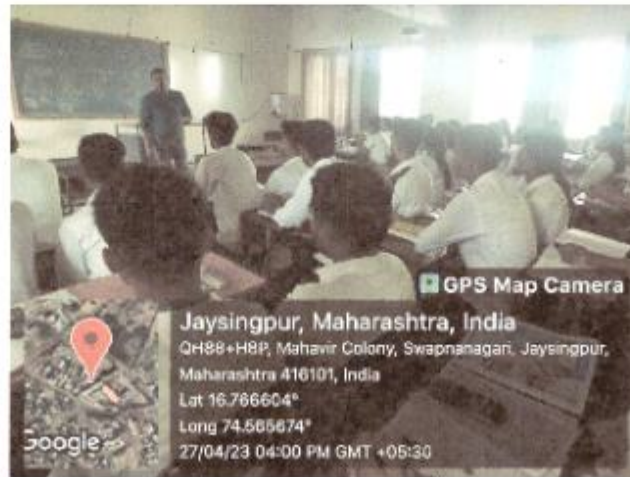 GPS Map Camera
Jaysingpur, Maharashtra, India
QH88+H8P, Mahavir Colony, Swapnanagari, Jaysingpur,
Maharashtra 416101, India
Lat 16.766604°
Long 74.565674°
27/04/23 04:00 PM GMT +05:30
Google